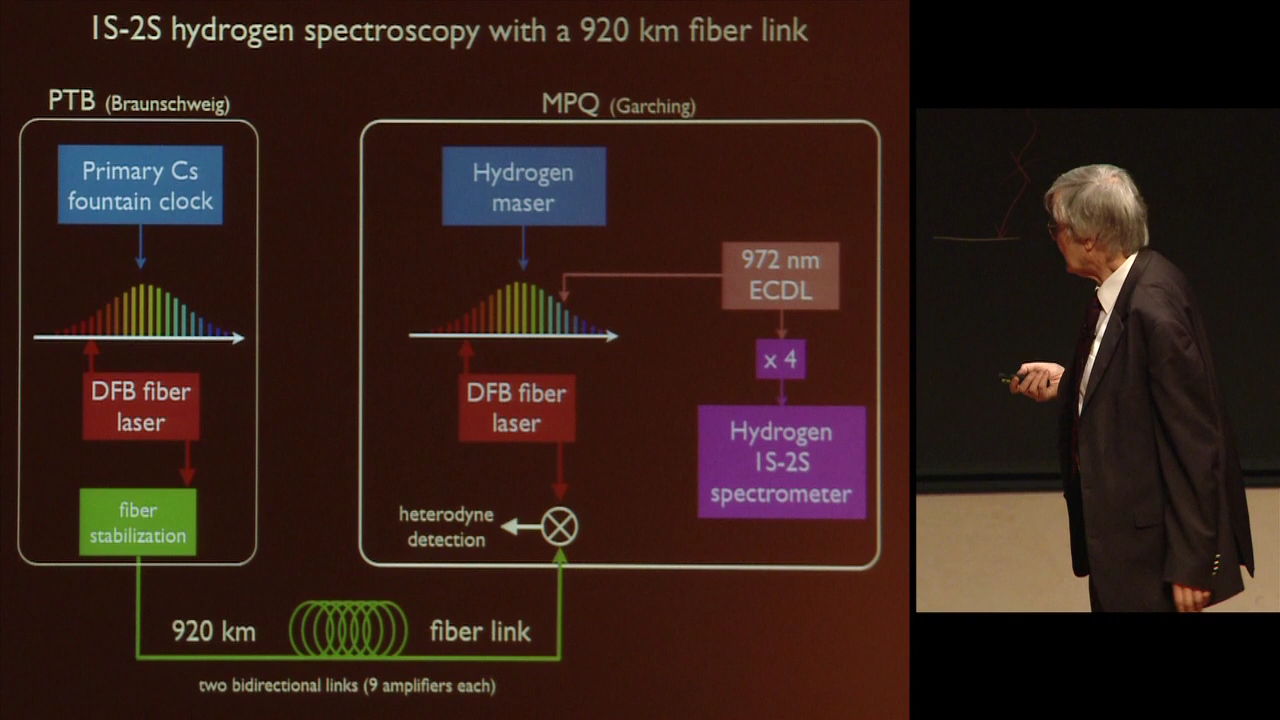 1S-2S hydrogen spectroscopy with a 920 km fiber link
PTB (Braunschweig)
Primary Cs
fountain clock
DFB fiber
laser
fiber
stabilization
MPQ (Garching)
Hydrogen
maser
972 nm
ECDL
x 4
DFB fiber
laser
Hydrogen
1S-2S
spectrometer
heterodyne
detection
920 km
fiber link
two bidirectional links (9 amplifiers each)